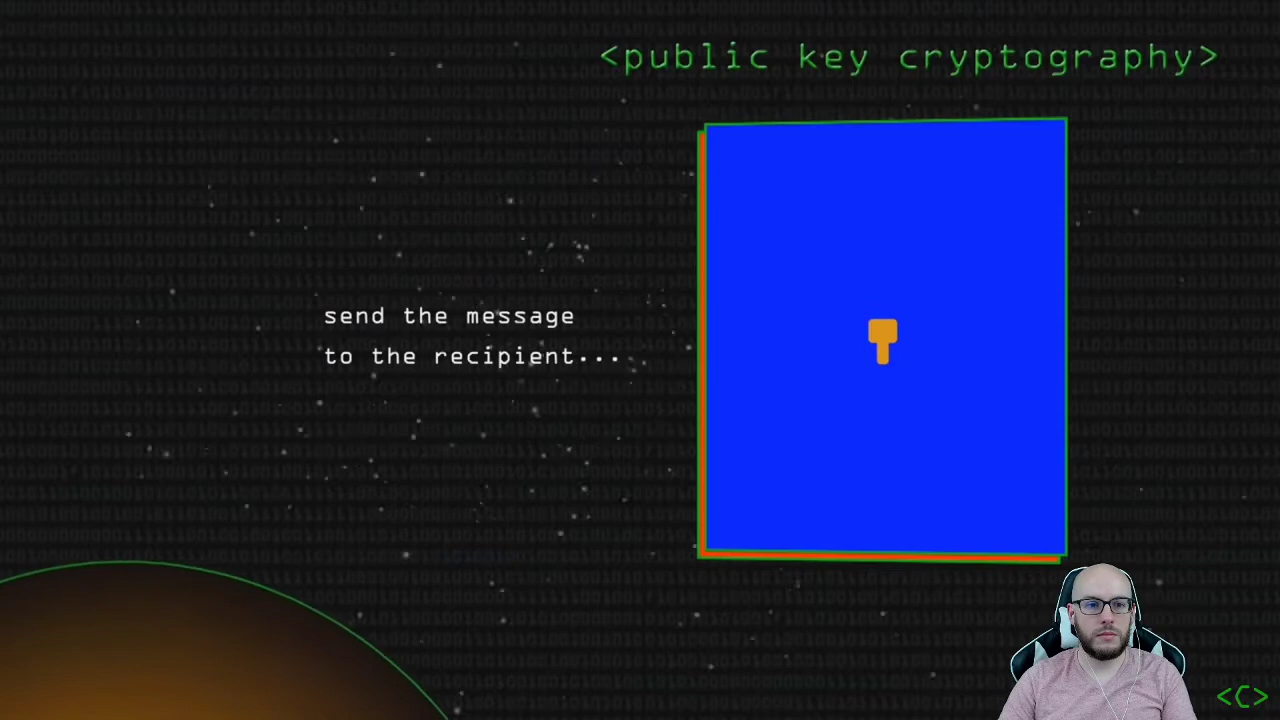 <public key cryptography>
send the message
to the recipient...
<C>